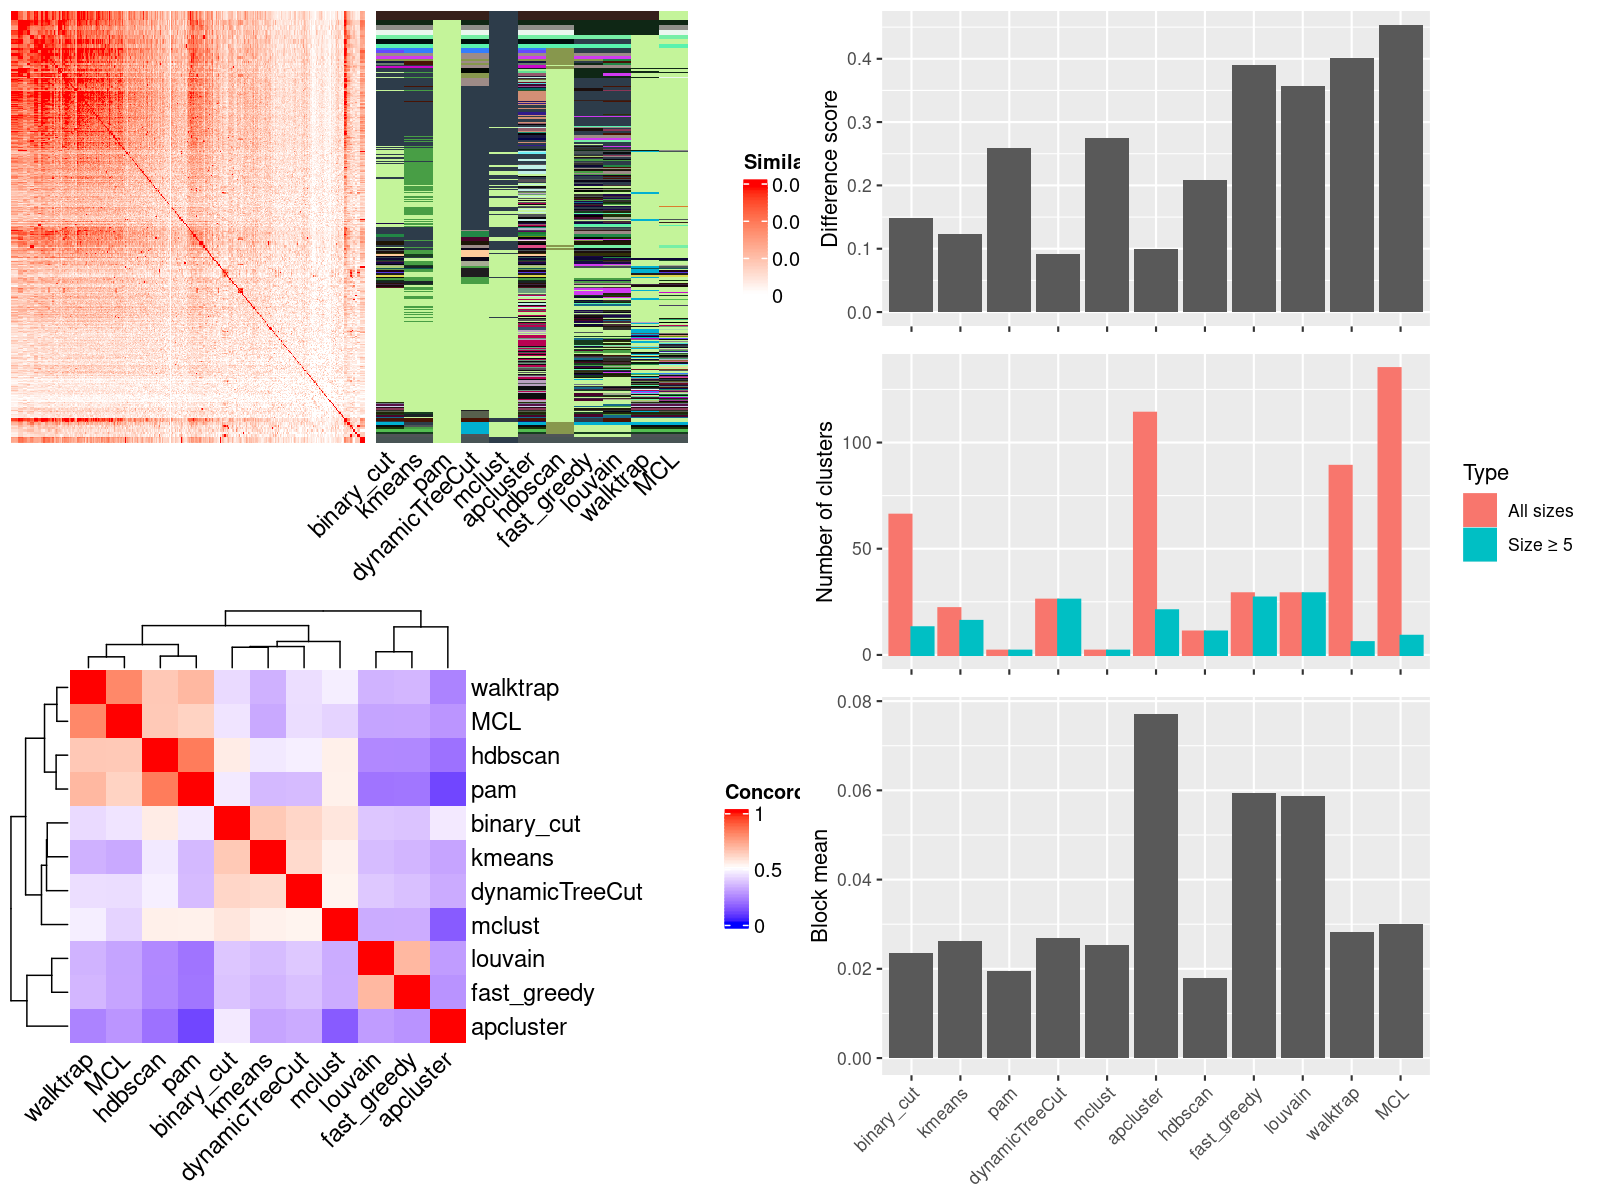 Simila
0.0
0.0
0.0
0
binary_cut
kmeans
pam
dynamicTreeCut
mclust
apcluster
hdbscan
fast_greedy
louvain
walktrap
MCL
walktrap
MCL
hdbscan
pam
binary_cut
kmeans
dynamicTreeCut
mclust
louvain
fast_greedy
apcluster
walktrap
MCL
hdbscan
pam
binary_cut
kmeans
dynamicTreeCut
mclust
louvain
fast_greedy
apcluster
Concord
1
0.5
0
Difference score
0.4
0.3
0.2
0.1
0.0
Number of clusters
100
50
0
Type
All sizes
Size ≥ 5
Block mean
0.08
0.06
0.04
0.02
0.00
binary_cut
kmeans
pam
dynamicTreeCut
mclust
apcluster
hdbscan
fast_greedy
louvain
walktrap
MCL